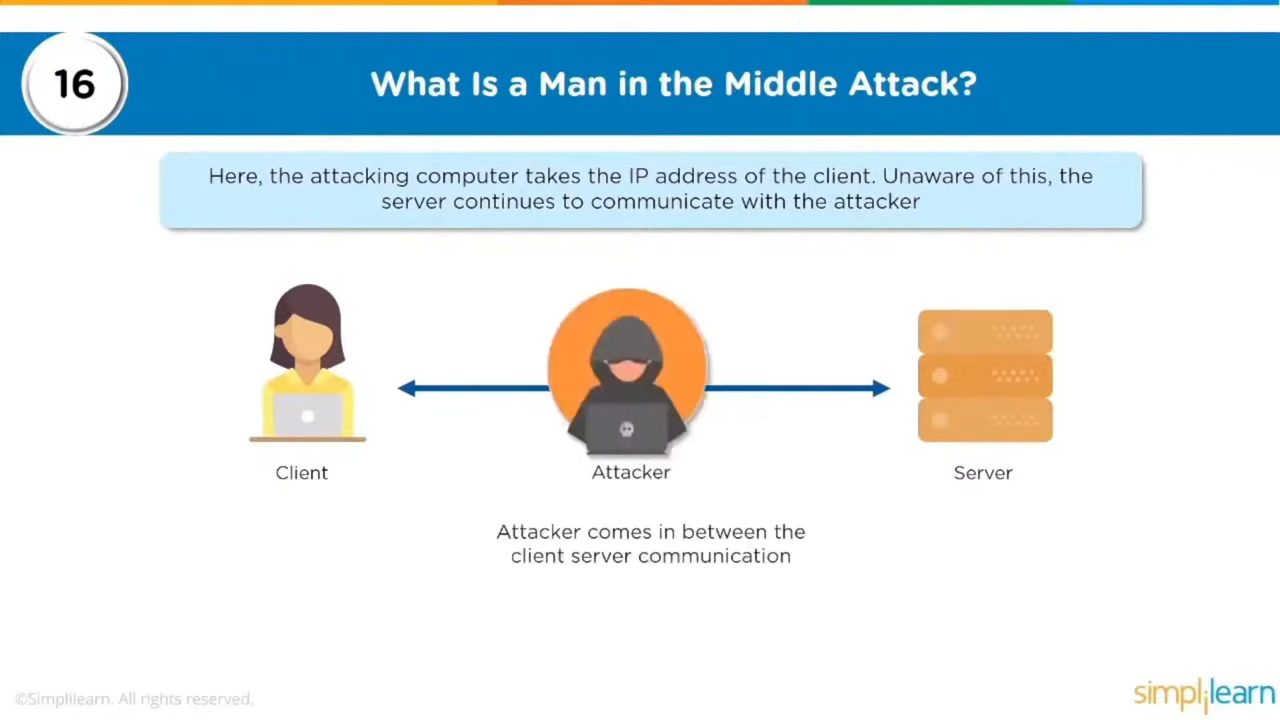 16
What Is a Man in the Middle Attack?
Here, the attacking computer takes the IP address of the client. Unaware of this, the
server continues to communicate with the attacker
Client
Attacker
Server
Attacker comes in between the
client server communication
©Simplilearn. All rights reserved.
simplilearn